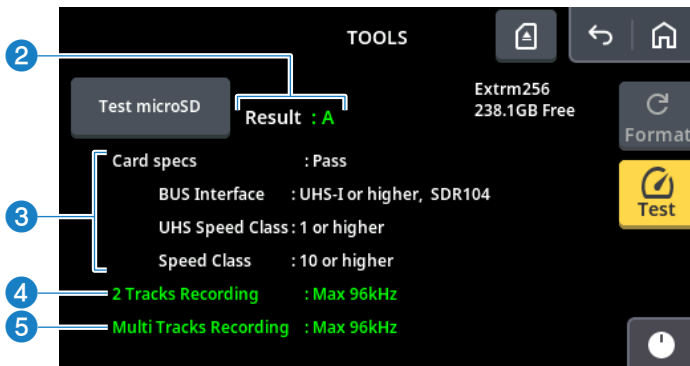 TOOLS
2
Extrm256
238.1GB Free
Test microSD
Result : A
Format
Card specs : Pass
BUS Interface : UHS-I or higher, SDR104
3
Test
UHS Speed Class : 1 or higher
Speed Class : 10 or higher
4
2 Tracks Recording : Max 96kHz
5
Multi Tracks Recording : Max 96kHz